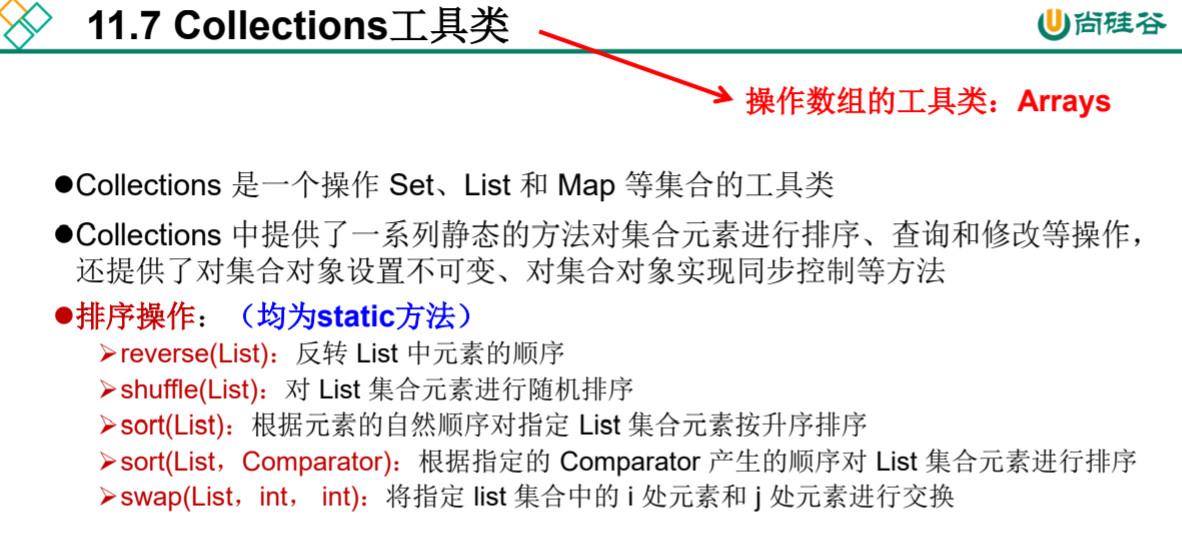 11.7 Collections工具类
尚硅谷
操作数组的工具类：Arrays
●Collections 是一个操作 Set、List 和 Map 等集合的工具类
●Collections 中提供了一系列静态的方法对集合元素进行排序、查询和修改等操作，
还提供了对集合对象设置不可变、对集合对象实现同步控制等方法
●排序操作：（均为static方法）
➢reverse(List)：反转 List 中元素的顺序
➢shuffle(List)：对 List 集合元素进行随机排序
➢sort(List)：根据元素的自然顺序对指定 List 集合元素按升序排序
➢sort(List，Comparator)：根据指定的 Comparator 产生的顺序对 List 集合元素进行排序
➢swap(List，int， int)：将指定 list 集合中的 i 处元素和 j 处元素进行交换